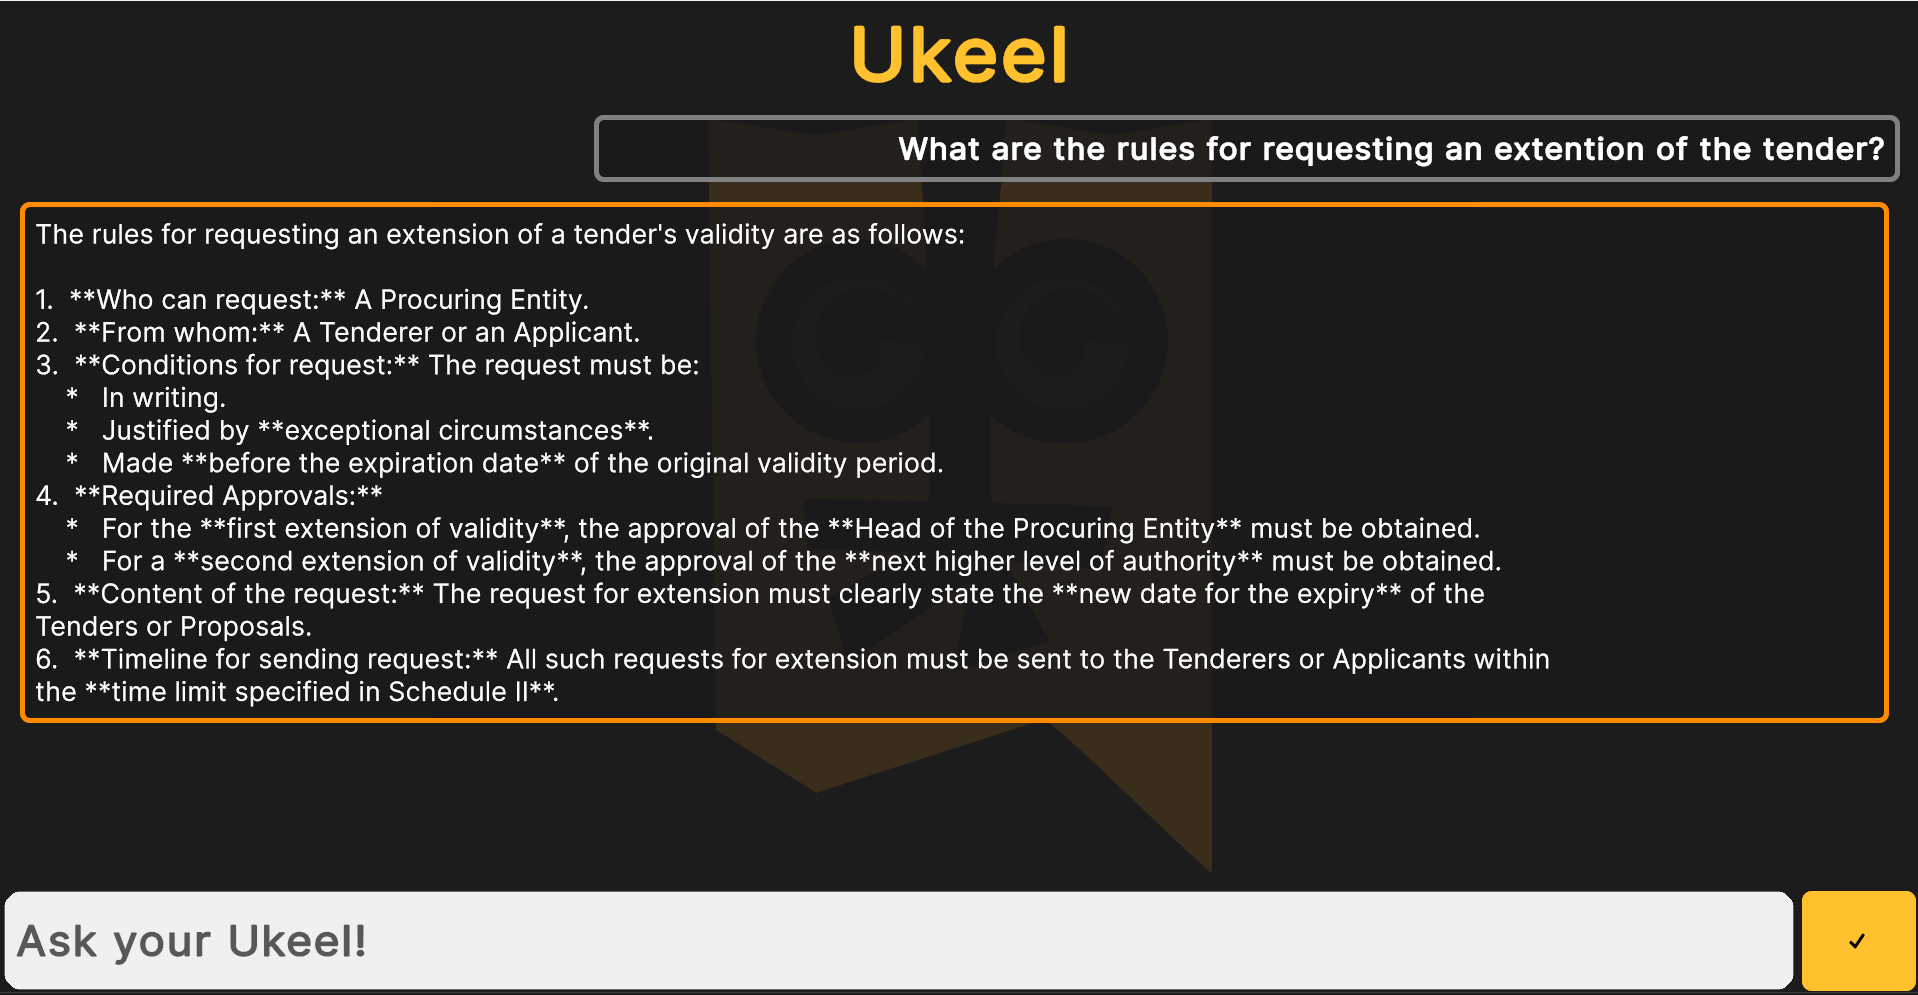 Ukeel
What are the rules for requesting an extention of the tender?
The rules for requesting an extension of a tender's validity are as follows:
1.  **Who can request:** A Procuring Entity.
2.  **From whom:** A Tenderer or an Applicant.
3.  **Conditions for request:** The request must be:
*   In writing.
*   Justified by **exceptional circumstances**.
*   Made **before the expiration date** of the original validity period.
4.  **Required Approvals:**
*   For the **first extension of validity**, the approval of the **Head of the Procuring Entity** must be obtained.
*   For a **second extension of validity**, the approval of the **next higher level of authority** must be obtained.
5.  **Content of the request:** The request for extension must clearly state the **new date for the expiry** of the
Tenders or Proposals.
6.  **Timeline for sending request:** All such requests for extension must be sent to the Tenderers or Applicants within
the **time limit specified in Schedule II**.
Ask your Ukeel!